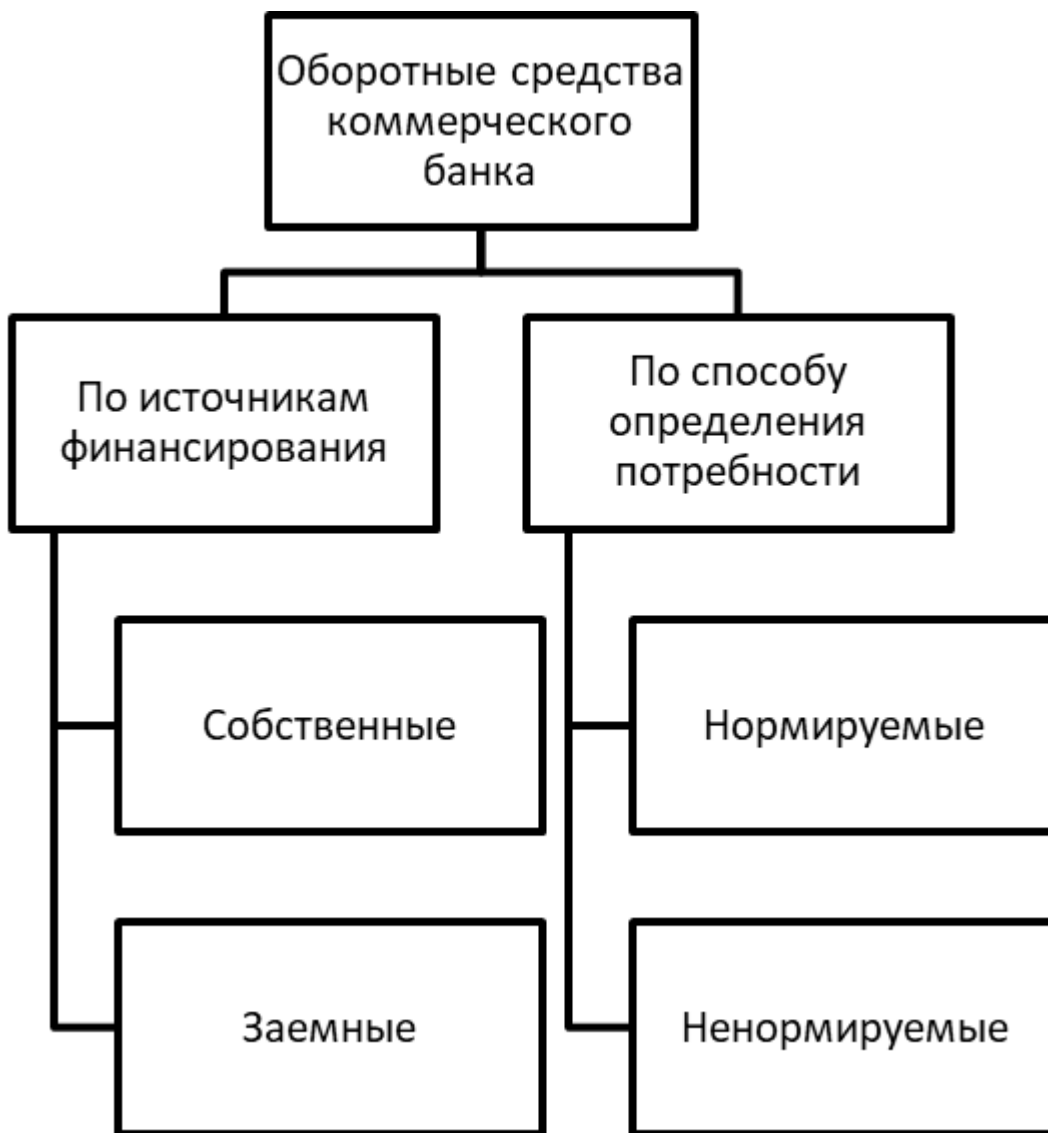 Оборотные средства
коммерческого
банка
По источникам
финансирования
По способу
определения
потребности
Собственные
Нормируемые
Заемные
Ненормируемые